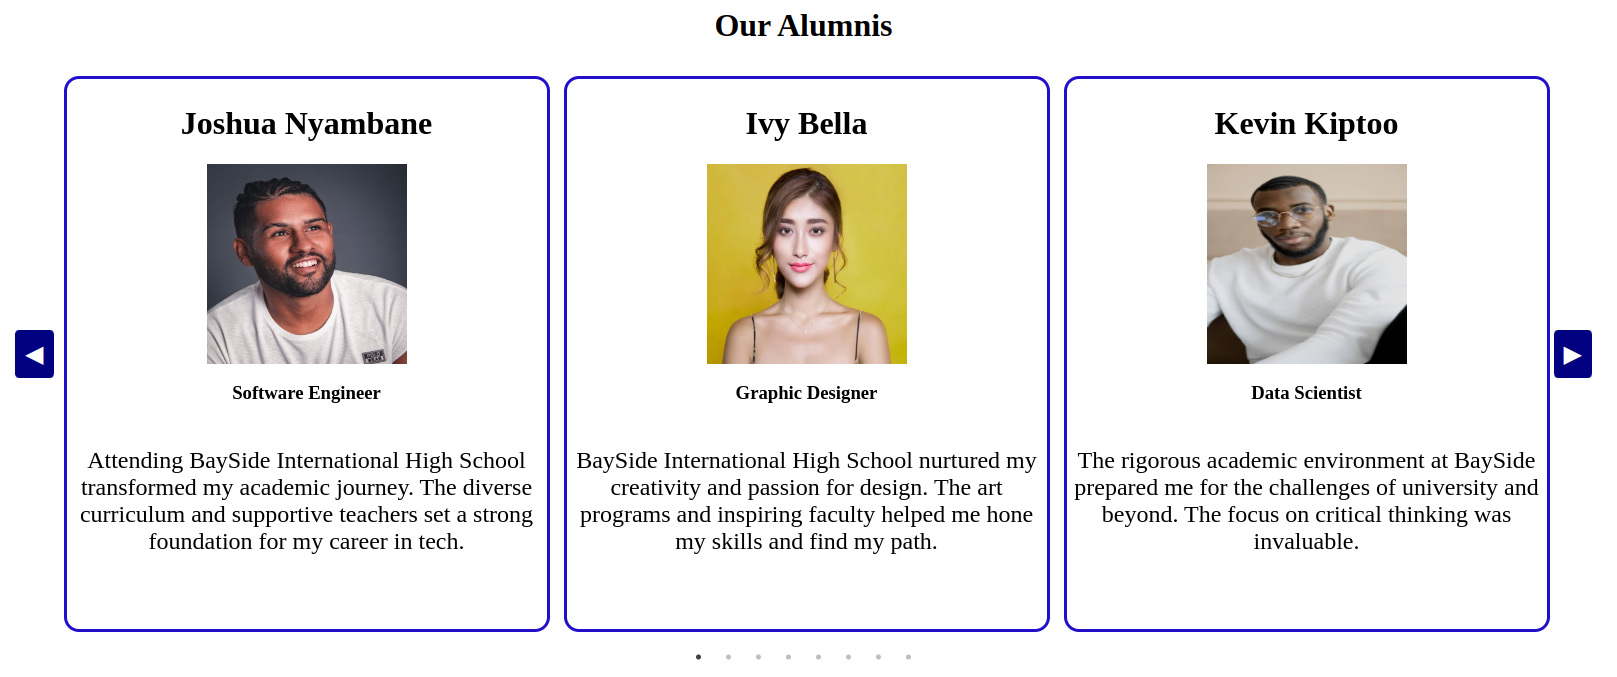 Our Alumnis
Joshua Nyambane
Software Engineer
Attending BaySide International High School
transformed my academic journey. The diverse
curriculum and supportive teachers set a strong
foundation for my career in tech.
Ivy Bella
Graphic Designer
BaySide International High School nurtured my
creativity and passion for design. The art
programs and inspiring faculty helped me hone
my skills and find my path.
Kevin Kiptoo
Data Scientist
The rigorous academic environment at BaySide
prepared me for the challenges of university and
beyond. The focus on critical thinking was
invaluable.